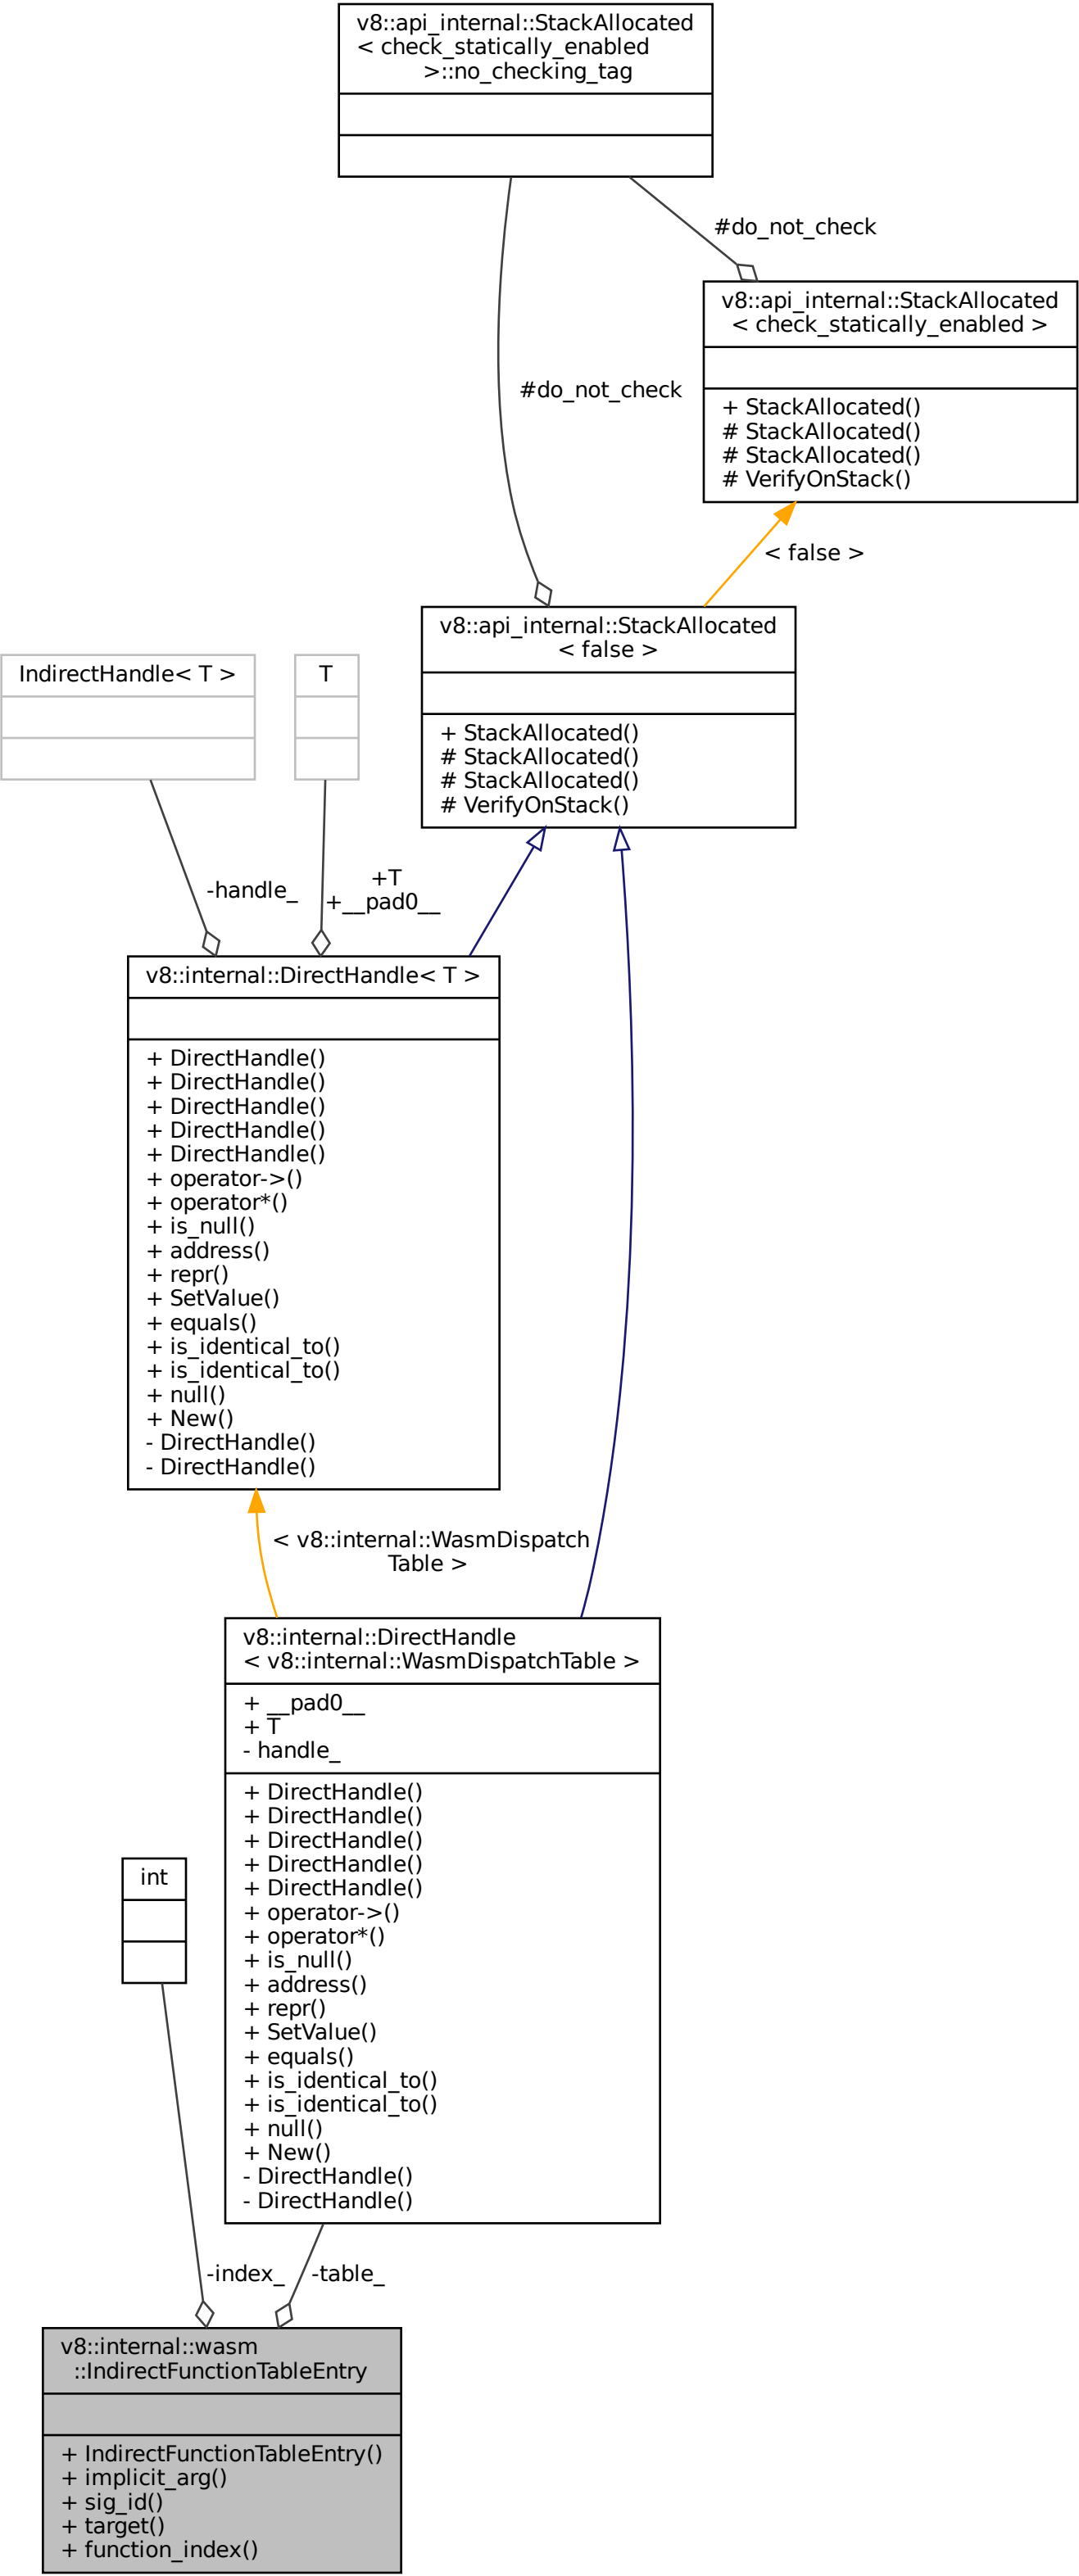 v8::api_internal::StackAllocated
< check_statically_enabled
>::no_checking_tag
#do_not_check
v8::api_internal::StackAllocated
< check_statically_enabled >
+ StackAllocated()
# StackAllocated()
# StackAllocated()
# VerifyOnStack()
#do_not_check
< false >
v8::api_internal::StackAllocated
< false >
+ StackAllocated()
# StackAllocated()
# StackAllocated()
# VerifyOnStack()
IndirectHandle< T >
T
-handle_
+T
+__pad0__
v8::internal::DirectHandle< T >
+ DirectHandle()
+ DirectHandle()
+ DirectHandle()
+ DirectHandle()
+ DirectHandle()
+ operator->()
+ operator*()
+ is_null()
+ address()
+ repr()
+ SetValue()
+ equals()
+ is_identical_to()
+ is_identical_to()
+ null()
+ New()
- DirectHandle()
- DirectHandle()
< v8::internal::WasmDispatch
Table >
v8::internal::DirectHandle
< v8::internal::WasmDispatchTable >
+ __pad0__
+ T
- handle_
+ DirectHandle()
+ DirectHandle()
+ DirectHandle()
+ DirectHandle()
+ DirectHandle()
+ operator->()
+ operator*()
+ is_null()
+ address()
+ repr()
+ SetValue()
+ equals()
+ is_identical_to()
+ is_identical_to()
+ null()
+ New()
- DirectHandle()
- DirectHandle()
int
-index_
-table_
v8::internal::wasm
::IndirectFunctionTableEntry
+ IndirectFunctionTableEntry()
+ implicit_arg()
+ sig_id()
+ target()
+ function_index()